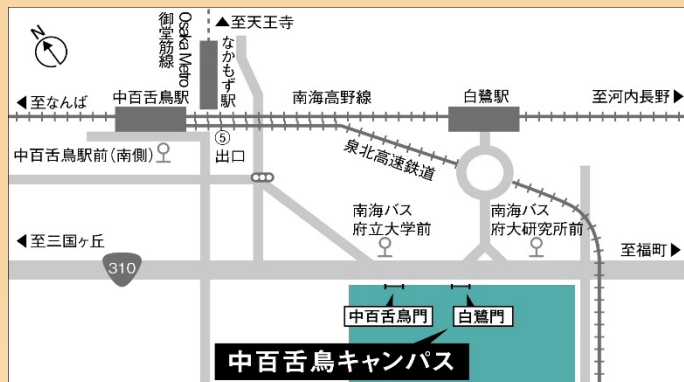 N
▲至天王寺
Osaka Metro
御堂筋線
なかもず駅
◀至なんば
中百舌鳥駅
南海高野線
白鷺駅
至河内長野▶
⑤
出口
中百舌鳥駅前(南側)
泉北高速鉄道
南海バス
府立大学前
南海バス
府大研究所前
◀至三国ヶ丘
至福町▶
310
中百舌鳥門
白鷺門
中百舌鳥キャンパス